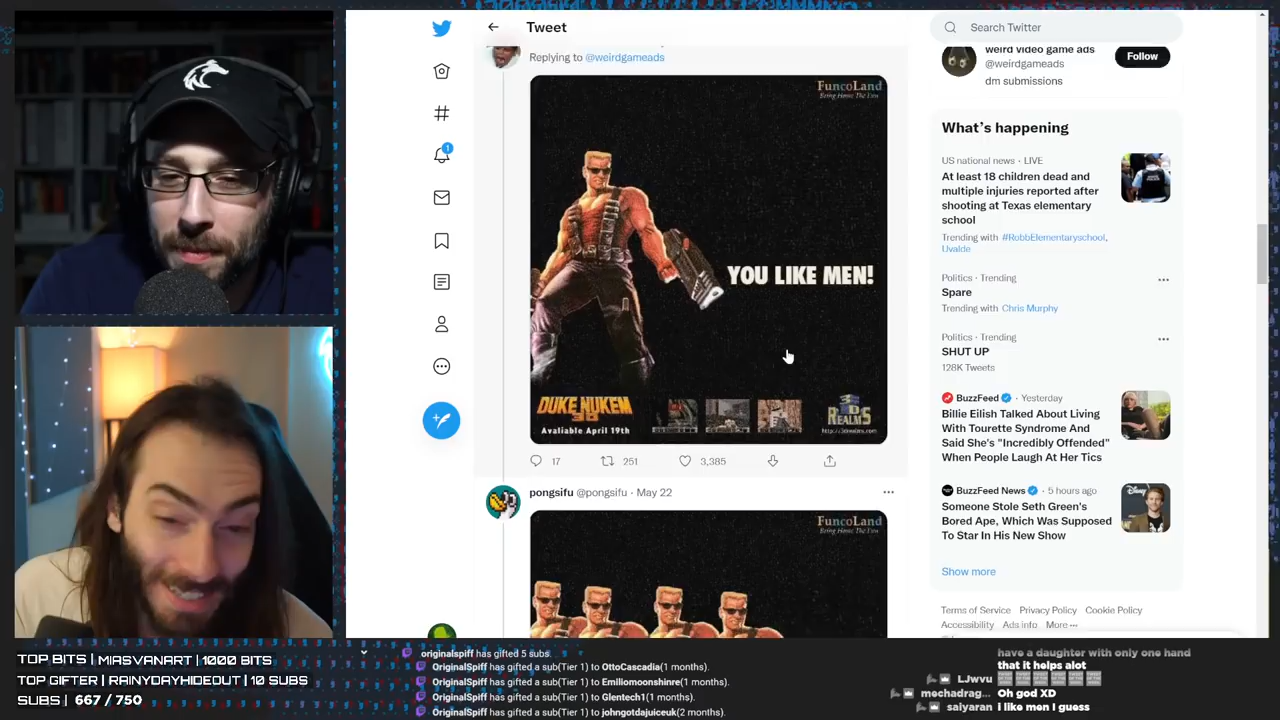 Tweet
Search Twitter
Replying to @weirdgameads
FuncoLand
Being Home The Fun
YOU LIKE MEN!
DUKE NUKEM
3D
Avaliable April 19th
3D
REALMS
17
251
3,385
pongsifu @pongsifu · May 22
FuncoLand
Being Home The Fun
1
weird video game ads
@weirdgameads
dm submissions
Follow
What's happening
US national news · LIVE
At least 18 children dead and
multiple injuries reported after
shooting at Texas elementary
school
Trending with #RobbElementaryschool,
Uvalde
Politics · Trending
Spare
Trending with Chris Murphy
Politics · Trending
SHUT UP
128K Tweets
BuzzFeed · Yesterday
Billie Eilish Talked About Living
With Tourette Syndrome And
Said She's "Incredibly Offended"
When People Laugh At Her Tics
BuzzFeed News · 5 hours ago
Someone Stole Seth Green's
Bored Ape, Which Was Supposed
To Star In His New Show
Disney
Show more
Terms of Service Privacy Policy Cookie Policy
Accessibility Ads info More
TOP BITS | MIASVANART | 1000 BITS
TOP GIFTER | RAINYDAYHIDEOUT | 10 SUBS
SUBS | 667 / 750
originalspiff has gifted 5 subs.
OriginalSpiff has gifted a sub(Tier 1) to OttoCascadia(1 months).
OriginalSpiff has gifted a sub(Tier 1) to Emiliomoonshinre(1 months).
OriginalSpiff has gifted a sub(Tier 1) to Glentech1(1 months).
OriginalSpiff has gifted a sub(Tier 1) to johngotdajuiceuk(2 months).
have a daughter with only one hand
that it helps alot
LJwvu
mechadrag... Oh god XD
saiyaran i like men I guess